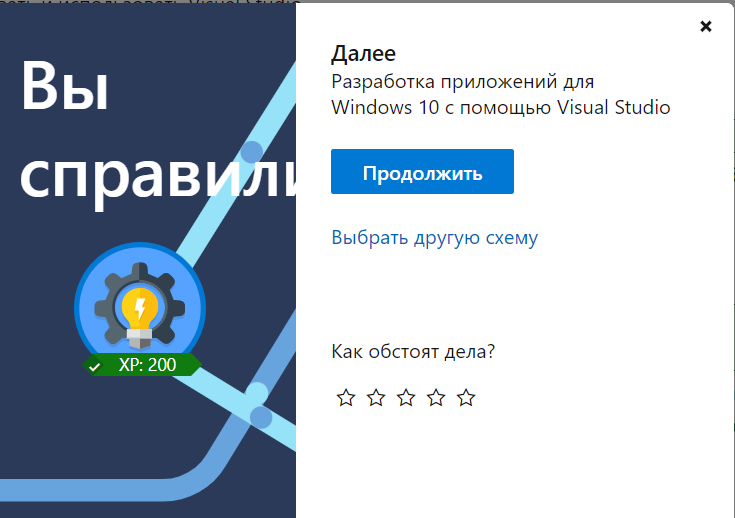 Вы
справили
XP: 200
Далее
Разработка приложений для
Windows 10 с помощью Visual Studio
Продолжить
Выбрать другую схему
Как обстоят дела?